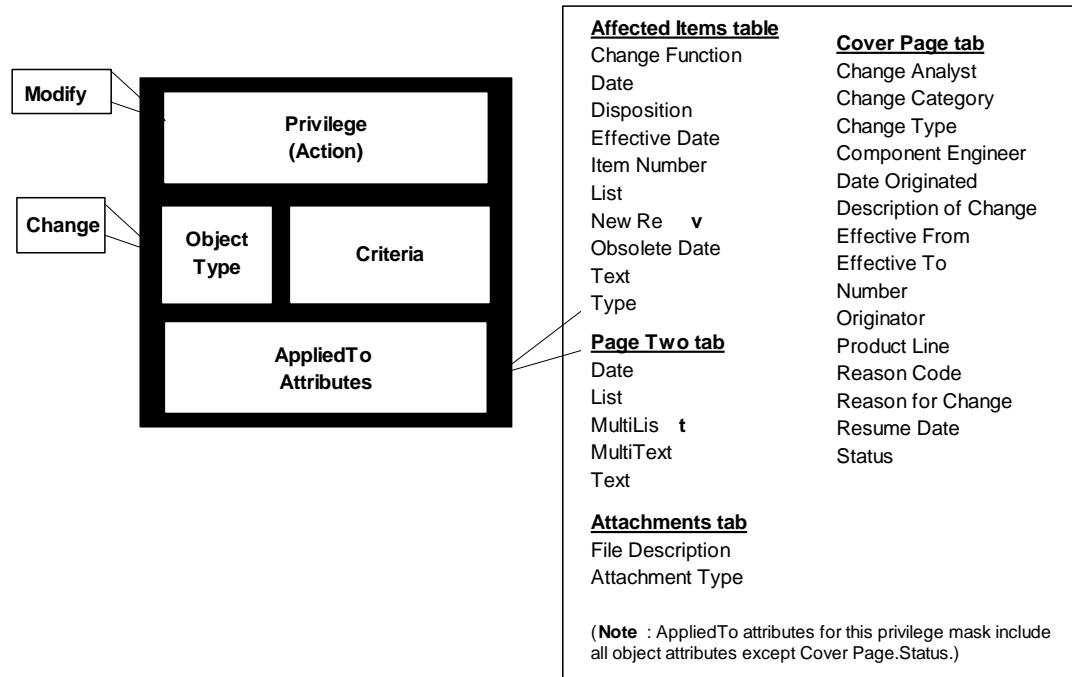 Modify
Privilege
(Action)
Change
Object
Type
Criteria
AppliedTo
Attributes
Affected Items table
Change Function
Date
Disposition
Effective Date
Item Number
List
New Re v
Obsolete Date
Text
Type
Page Two tab
Date
List
MultiLis t
MultiText
Text
Attachments tab
File Description
Attachment Type
Cover Page tab
Change Analyst
Change Category
Change Type
Component Engineer
Date Originated
Description of Change
Effective From
Effective To
Number
Originator
Product Line
Reason Code
Reason for Change
Resume Date
Status
(Note : AppliedTo attributes for this privilege mask include
all object attributes except Cover Page.Status.)